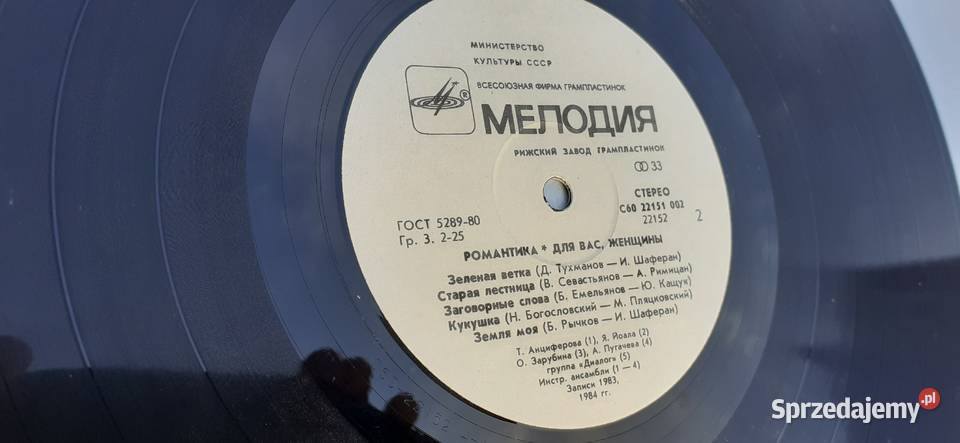 МИНИСТЕРСТВО
КУЛЬТУРЫ СССР
ВСЕСОЮЗНАЯ ФИРМА ГРАМПЛАСТИНОК
®
МЕЛОДИЯ
РИЖСКИЙ ЗАВОД ГРАМПЛАСТИНОК
33
СТЕРЕО
ГОСТ 5289-80
Гр. 3. 2-25
С60 22151 002
22152
2
РОМАНТИКА * ДЛЯ ВАС, ЖЕНЩИНЫ
Зеленая ветка (Д. Тухманов — И. Шаферан)
Старая лестница (В. Севастьянов — А. Римицан)
Заговорные слова (Б. Емельянов — Ю. Кащук)
Кукушка (Н. Богословский — М. Пляцковский)
Земля моя (Б. Рычков — И. Шаферан)
Т. Анциферова (1), Я. Йоала (2)
О. Зарубина (3), А. Пугачева (4)
группа «Диалог» (5)
Инстр. ансамбли (1 — 4)
Записи 1983,
1984 гг.
Sprzedajemy.pl